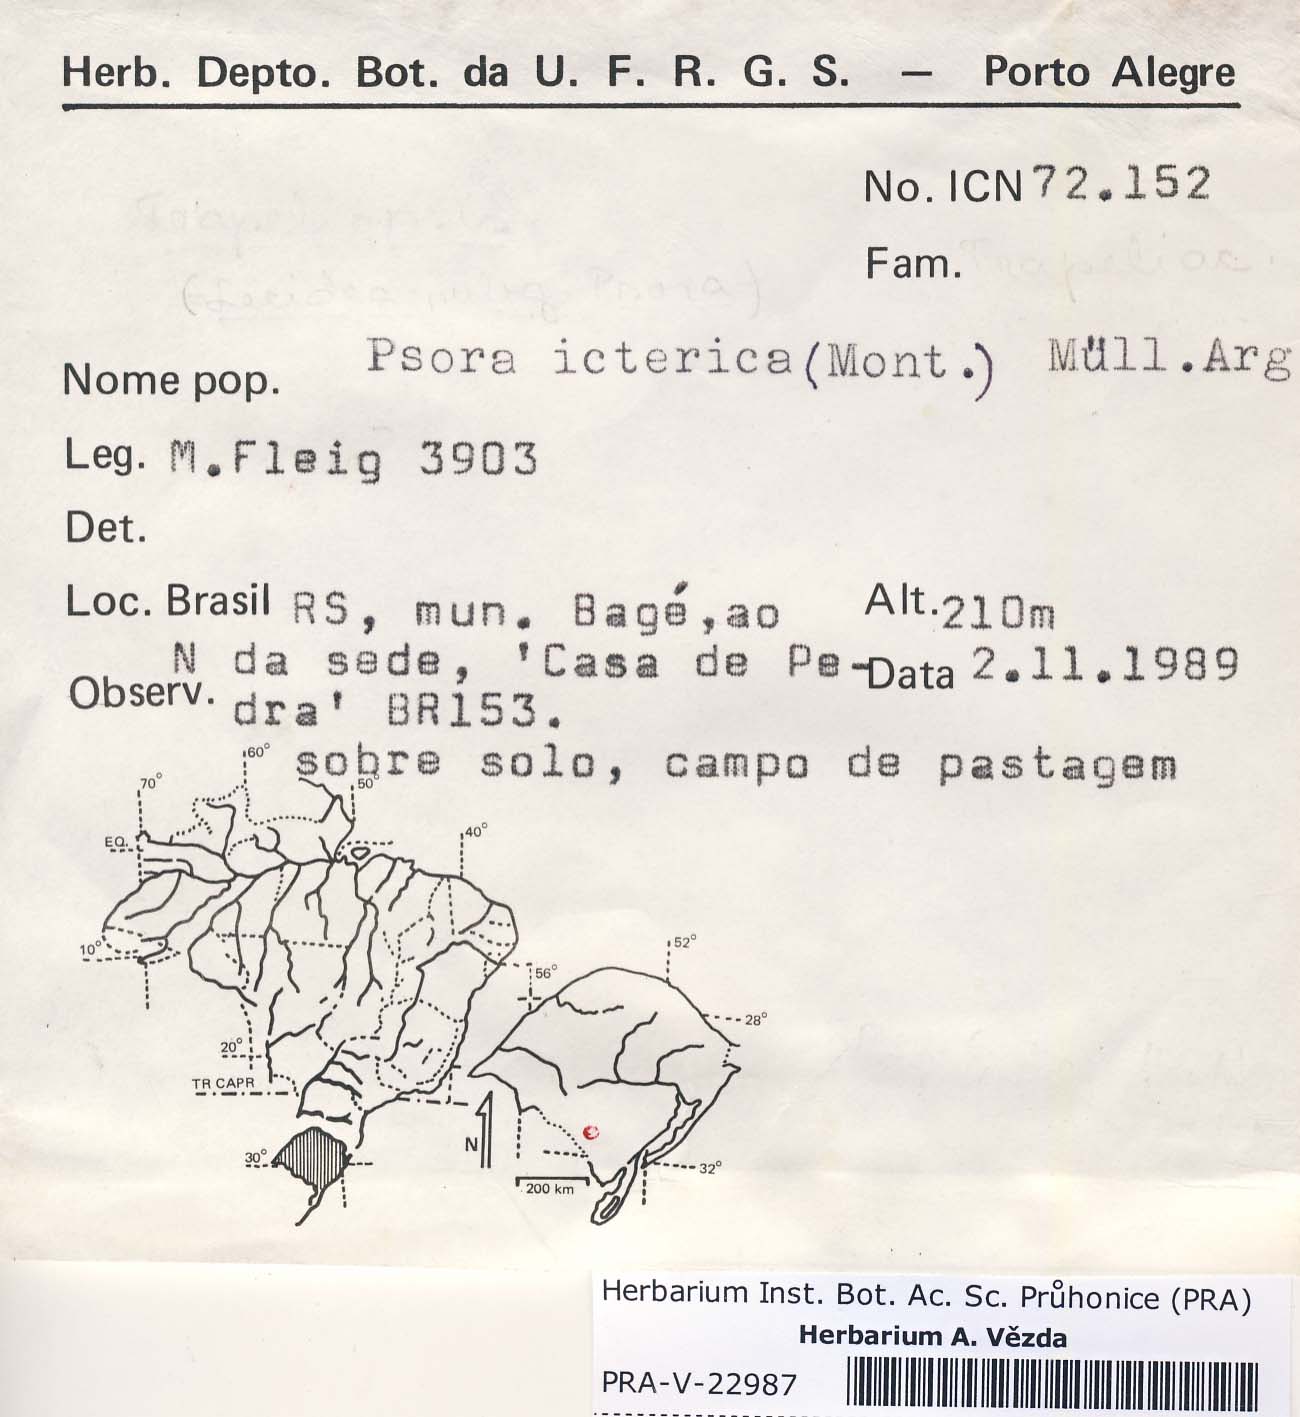 Herb. Depto. Bot. da U. F. R. G. S. — Porto Alegre
No. ICN 72.152
Fam.
Nome pop. Psora icterica (Mont.) Müll.Arg
Leg. M.Fleig 3903
Det.
Loc. Brasil RS, mun. Bagé,ao Alt. 210m
N da sede, 'Casa de Pe- Data 2.11.1989
Observ. dra' BR153.
sobre solo, campo de pastagem
60°
70°
50°
40°
EQ.
10°
52°
56°
28°
20°
TR CAPR
N
30°
32°
200 km
Herbarium Inst. Bot. Ac. Sc. Průhonice (PRA)
Herbarium A. Vězda
PRA-V-22987